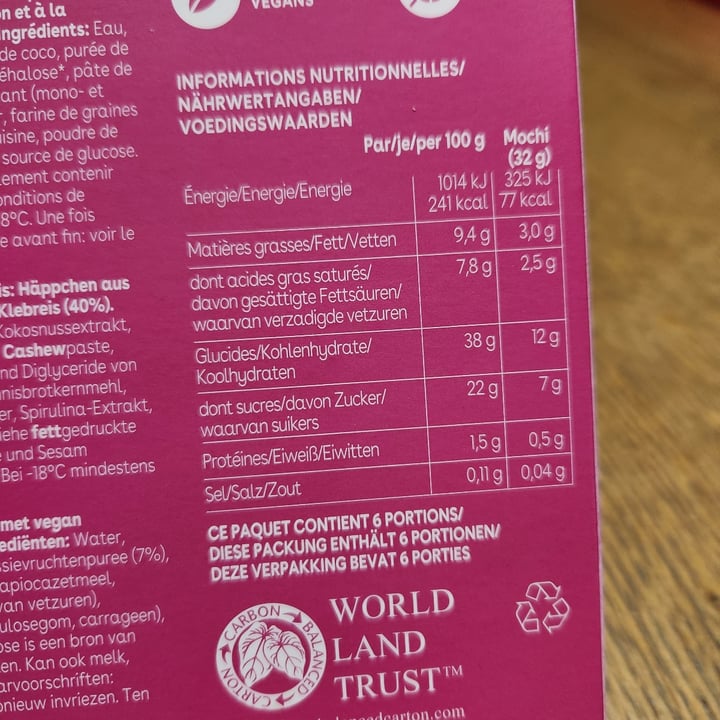 VEGANS
n et à la
ngrédients: Eau,
de coco, purée de
éhalose*, pâte de
ant (mono- et
, farine de graines
isine, poudre de
source de glucose.
ement contenir
onditions de
8°C. Une fois
e avant fin: voir le
is: Häppchen aus
Klebreis (40%).
Kokosnussextrakt,
Cashewpaste,
nd Diglyceride von
nisbrotkernmehl,
er, Spirulina-Extrakt,
iehe fettgedruckte
und Sesam
Bei -18°C mindestens
met vegan
ediënten: Water,
ssievruchtenpuree (7%),
apiocazetmeel,
van vetzuren),
ulosegom, carrageen),
ose is een bron van
en. Kan ook melk,
arvoorschriften:
pnieuw invriezen. Ten
INFORMATIONS NUTRITIONNELLES/
NÄHRWERTANGABEN/
VOEDINGSWAARDEN
Par/je/per 100 g Mochi
(32 g)
Énergie/Energie/Energie 1014 kJ 325 kJ
241 kcal 77 kcal
Matières grasses/Fett/Vetten 9,4 g 3,0 g
dont acides gras saturés/ 7,8 g 2,5 g
davon gesättigte Fettsäuren/
waarvan verzadigde vetzuren
Glucides/Kohlenhydrate/ 38 g 12 g
Koolhydraten
dont sucres/davon Zucker/ 22 g 7 g
waarvan suikers
Protéines/Eiweiß/Eiwitten 1,5 g 0,5 g
Sel/Salz/Zout 0,11 g 0,04 g
CE PAQUET CONTIENT 6 PORTIONS/
DIESE PACKUNG ENTHÄLT 6 PORTIONEN/
DEZE VERPAKKING BEVAT 6 PORTIES
CARBON BALANCED CARTON
WORLD
LAND
TRUST™
lancedcarton.com